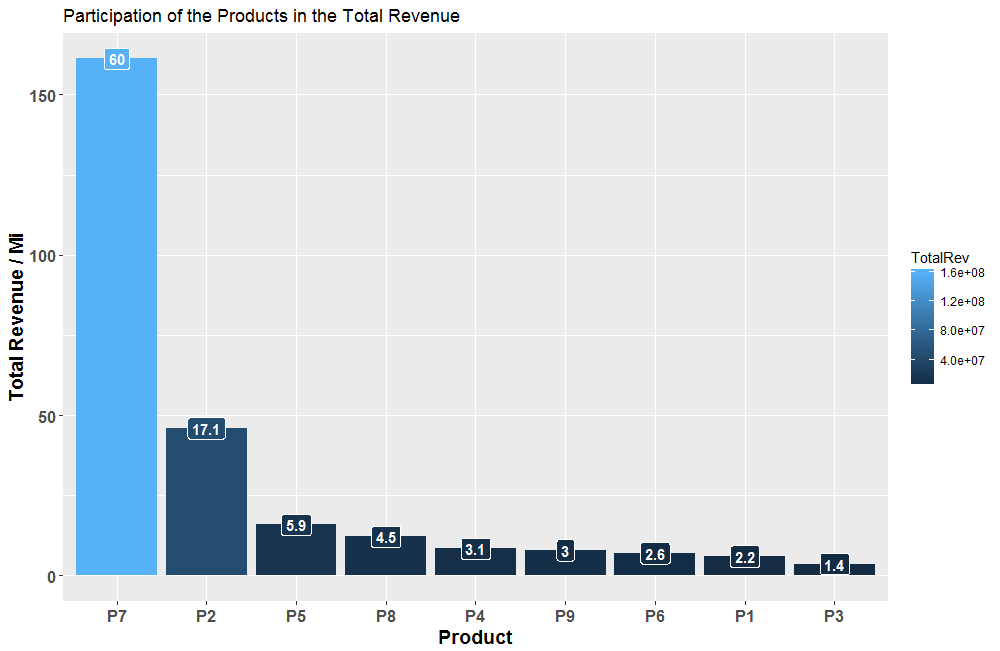 Participation of the Products in the Total Revenue
Total Revenue / Mi
150
100
50
0
60
17.1
5.9
4.5
3.1
3
2.6
2.2
1.4
P7 P2 P5 P8 P4 P9 P6 P1 P3
Product
TotalRev
1.6e+08
1.2e+08
8.0e+07
4.0e+07